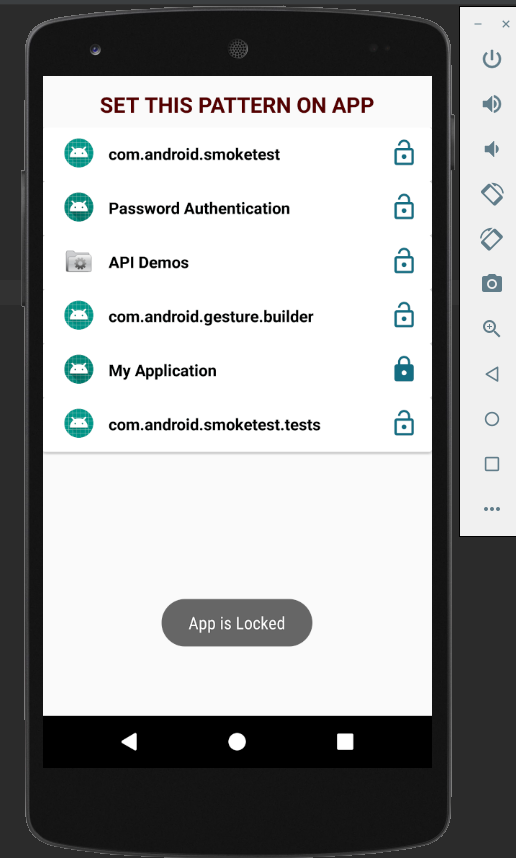 SET THIS PATTERN ON APP
com.android.smoketest
Password Authentication
API Demos
com.android.gesture.builder
My Application
com.android.smoketest.tests
App is Locked